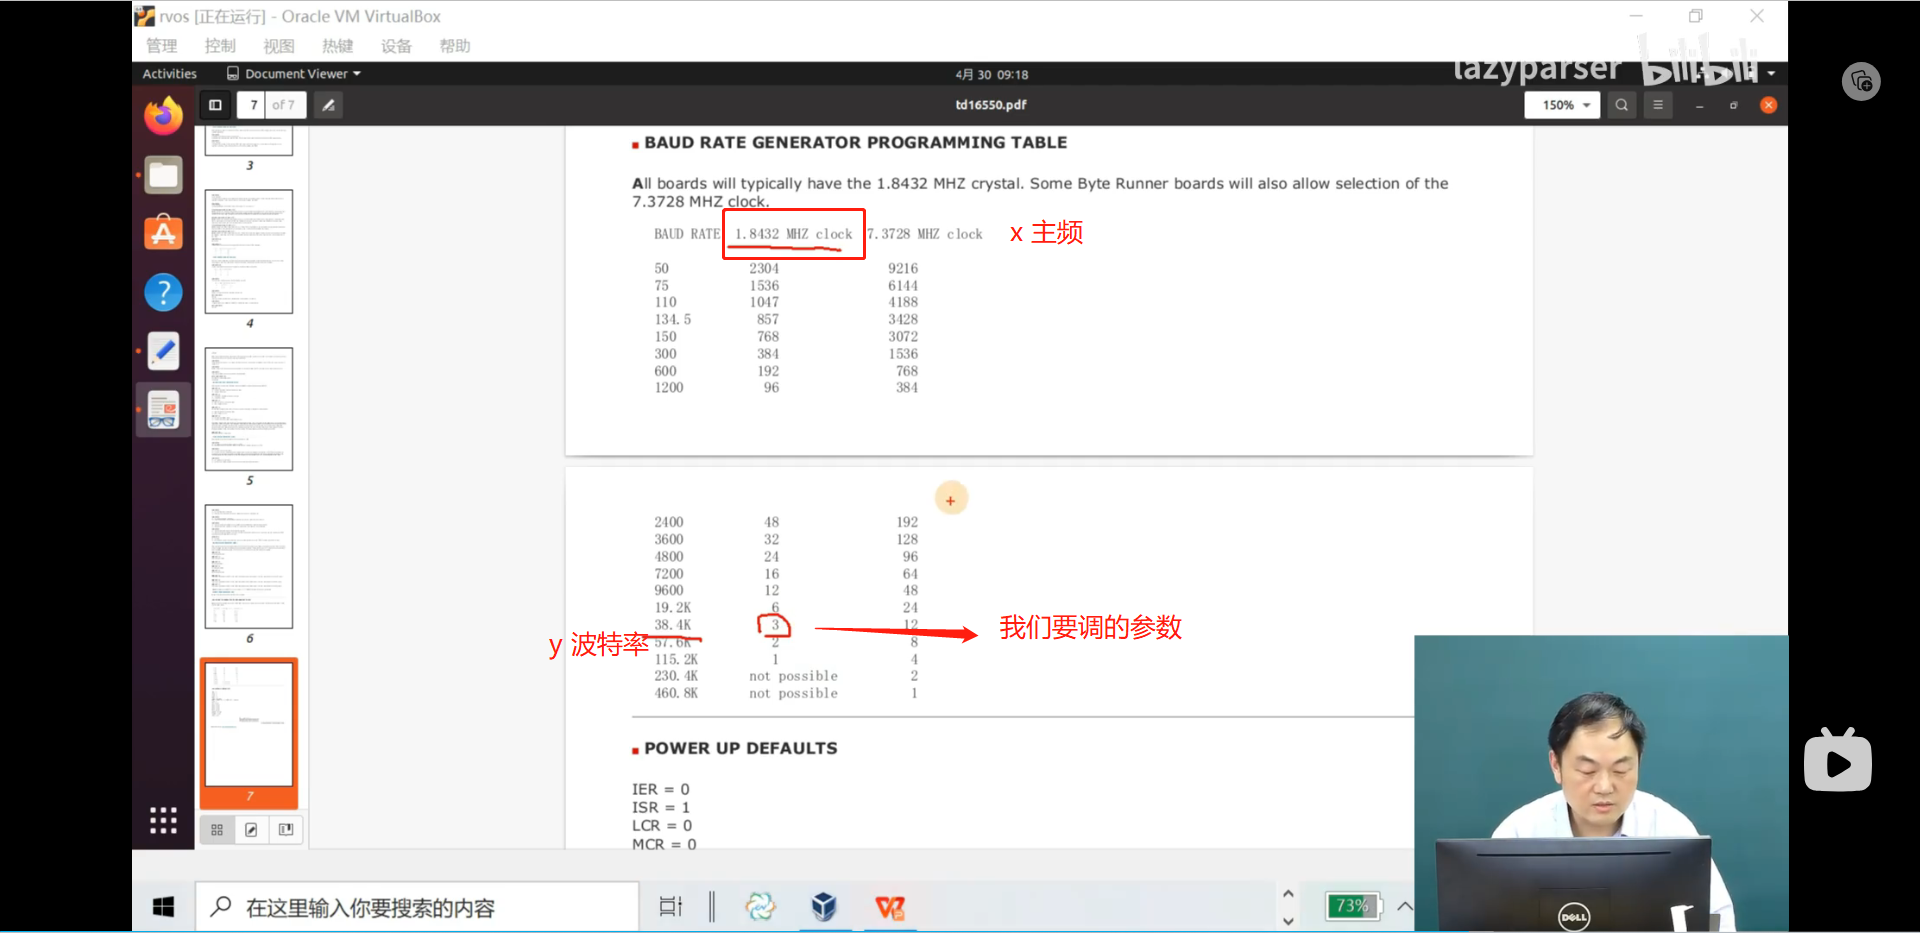 rvos [正在运行] - Oracle VM VirtualBox
管理 控制 视图 热键 设备 帮助
Activities Document Viewer 4月 30 09:18
lazyparser bilibili
7 of 7 td16550.pdf 150%
BAUD RATE GENERATOR PROGRAMMING TABLE
All boards will typically have the 1.8432 MHZ crystal. Some Byte Runner boards will also allow selection of the
7.3728 MHZ clock.
BAUD RATE 1.8432 MHZ clock 7.3728 MHZ clock x 主频
50 2304 9216
75 1536 6144
110 1047 4188
134.5 857 3428
150 768 3072
300 384 1536
600 192 768
1200 96 384
2400 48 192
3600 32 128
4800 24 96
7200 16 64
9600 12 48
19.2K 6 24
38.4K 3 12 我们要调的参数
y 波特率
57.6K 2 8
115.2K 1 4
230.4K not possible 2
460.8K not possible 1
POWER UP DEFAULTS
IER = 0
ISR = 1
LCR = 0
MCR = 0
3
4
5
6
7
在这里输入你要搜索的内容
73%
DELL